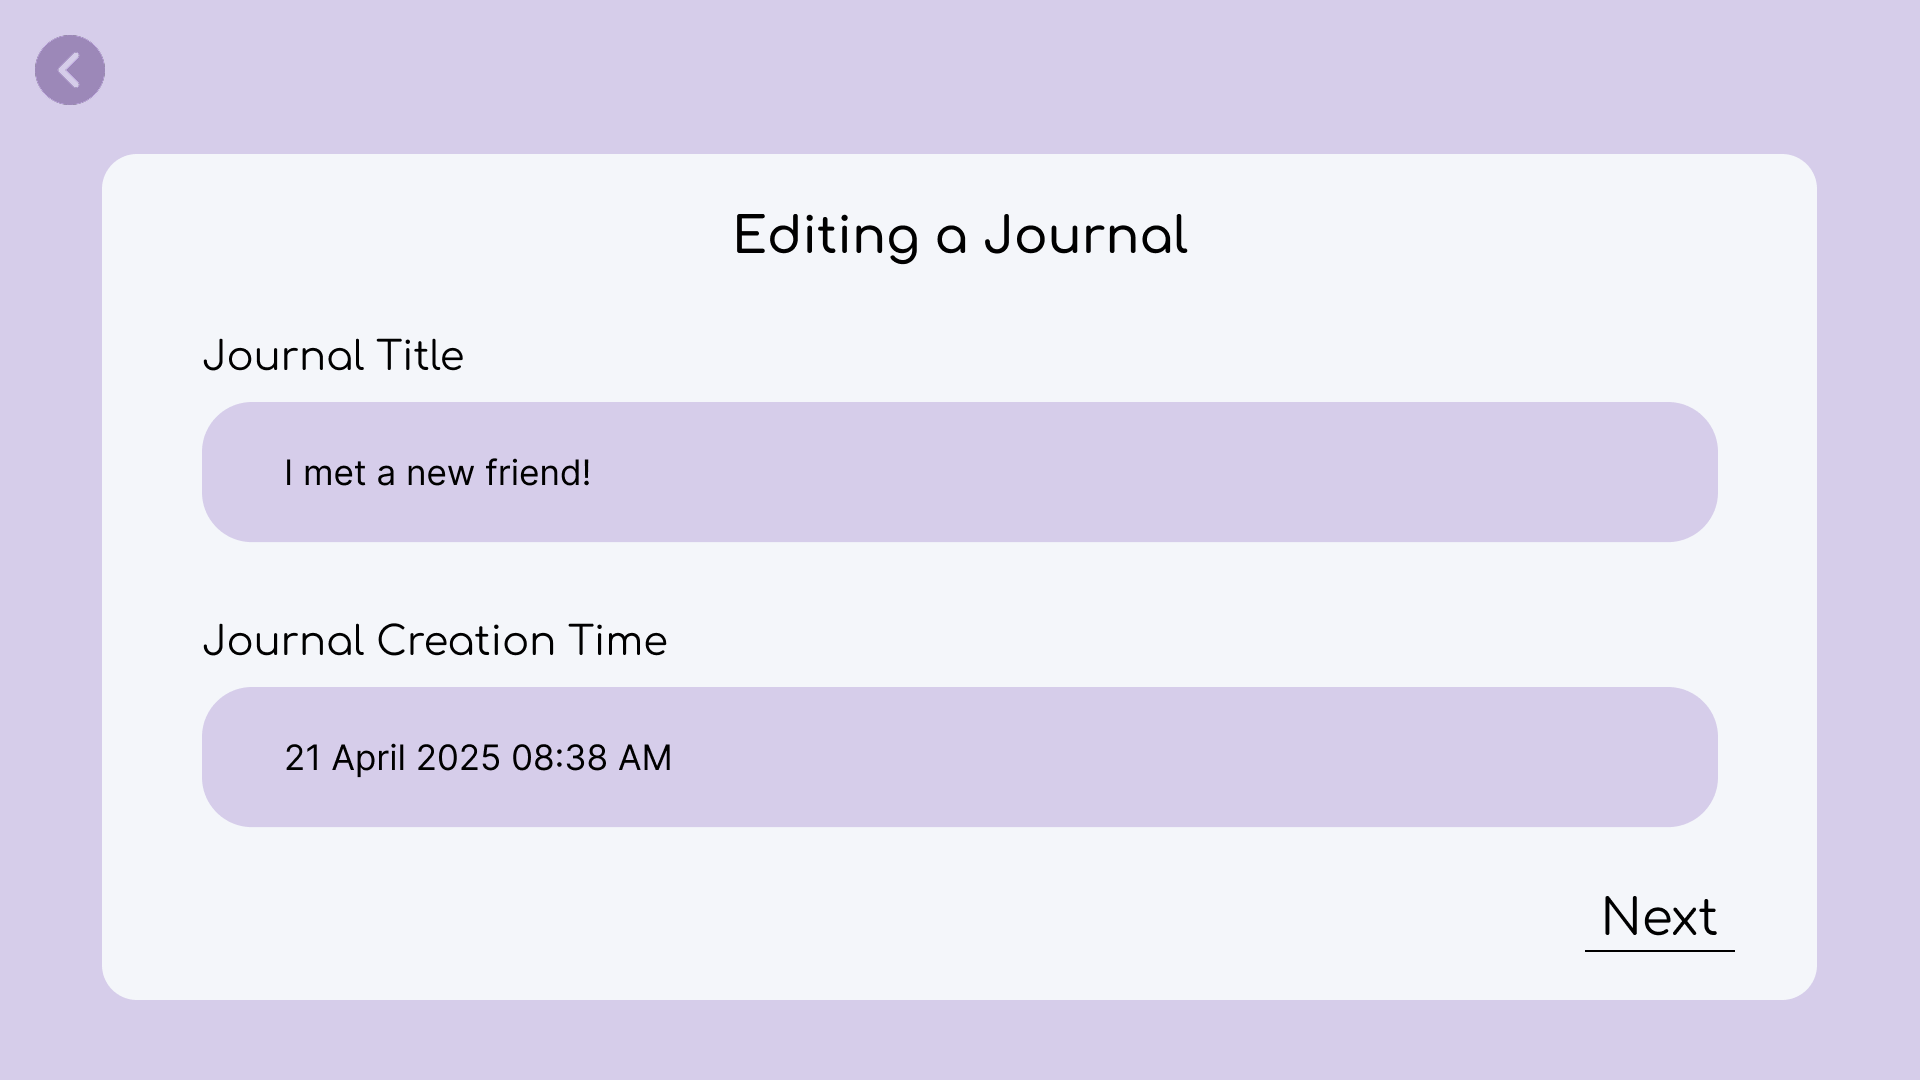 Editing a Journal
Journal Title
I met a new friend!
Journal Creation Time
21 April 2025 08:38 AM
Next